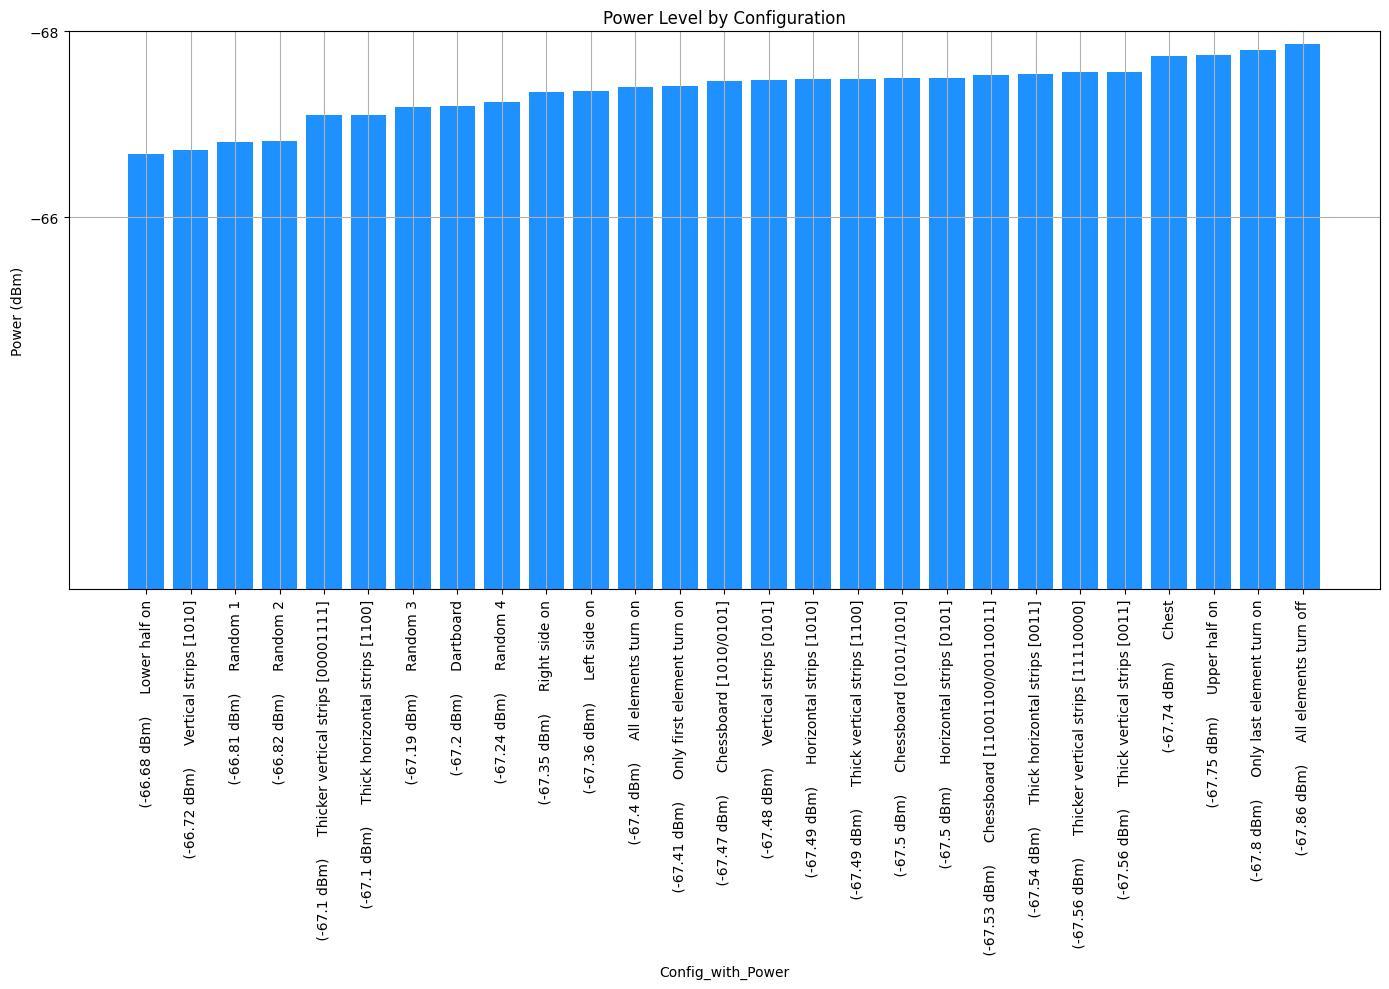 Power Level by Configuration
−68
−66
Power (dBm)
(-66.68 dBm) Lower half on
(-66.72 dBm) Vertical strips [1010]
(-66.81 dBm) Random 1
(-66.82 dBm) Random 2
(-67.1 dBm) Thicker vertical strips [00001111]
(-67.1 dBm) Thick horizontal strips [1100]
(-67.19 dBm) Random 3
(-67.2 dBm) Dartboard
(-67.24 dBm) Random 4
(-67.35 dBm) Right side on
(-67.36 dBm) Left side on
(-67.4 dBm) All elements turn on
(-67.41 dBm) Only first element turn on
(-67.47 dBm) Chessboard [1010/0101]
(-67.48 dBm) Vertical strips [0101]
(-67.49 dBm) Horizontal strips [1010]
(-67.49 dBm) Thick vertical strips [1100]
(-67.5 dBm) Chessboard [0101/1010]
(-67.5 dBm) Horizontal strips [0101]
(-67.53 dBm) Chessboard [11001100/00110011]
(-67.54 dBm) Thick horizontal strips [0011]
(-67.56 dBm) Thicker vertical strips [11110000]
(-67.56 dBm) Thick vertical strips [0011]
(-67.74 dBm) Chest
(-67.75 dBm) Upper half on
(-67.8 dBm) Only last element turn on
(-67.86 dBm) All elements turn off
Config_with_Power